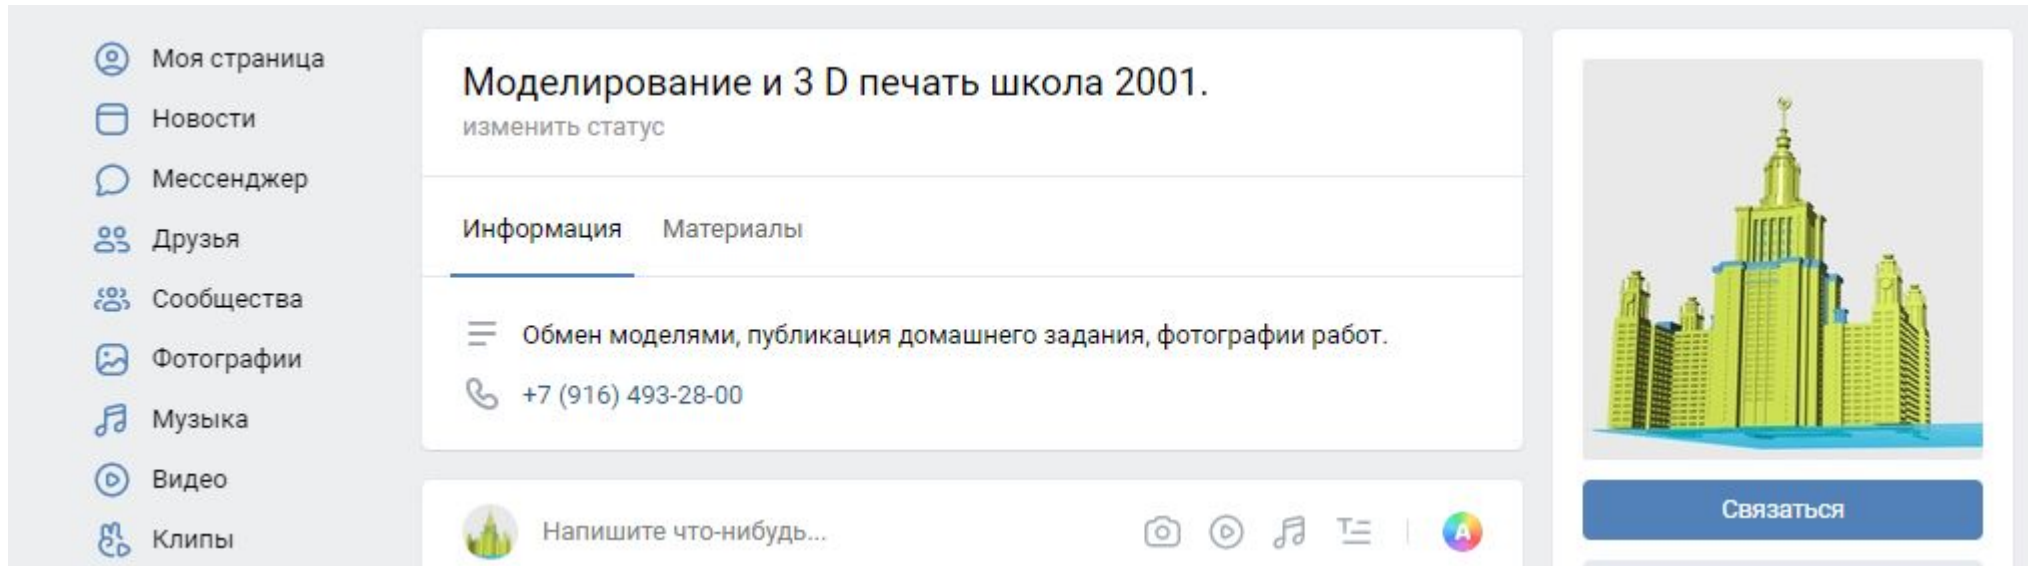 Моя страница
Новости
Мессенджер
Друзья
Сообщества
Фотографии
Музыка
Видео
Клипы
Моделирование и 3 D печать школа 2001.
изменить статус
Информация Материалы
Обмен моделями, публикация домашнего задания, фотографии работ.
+7 (916) 493-28-00
Напишите что-нибудь...
A
Связаться